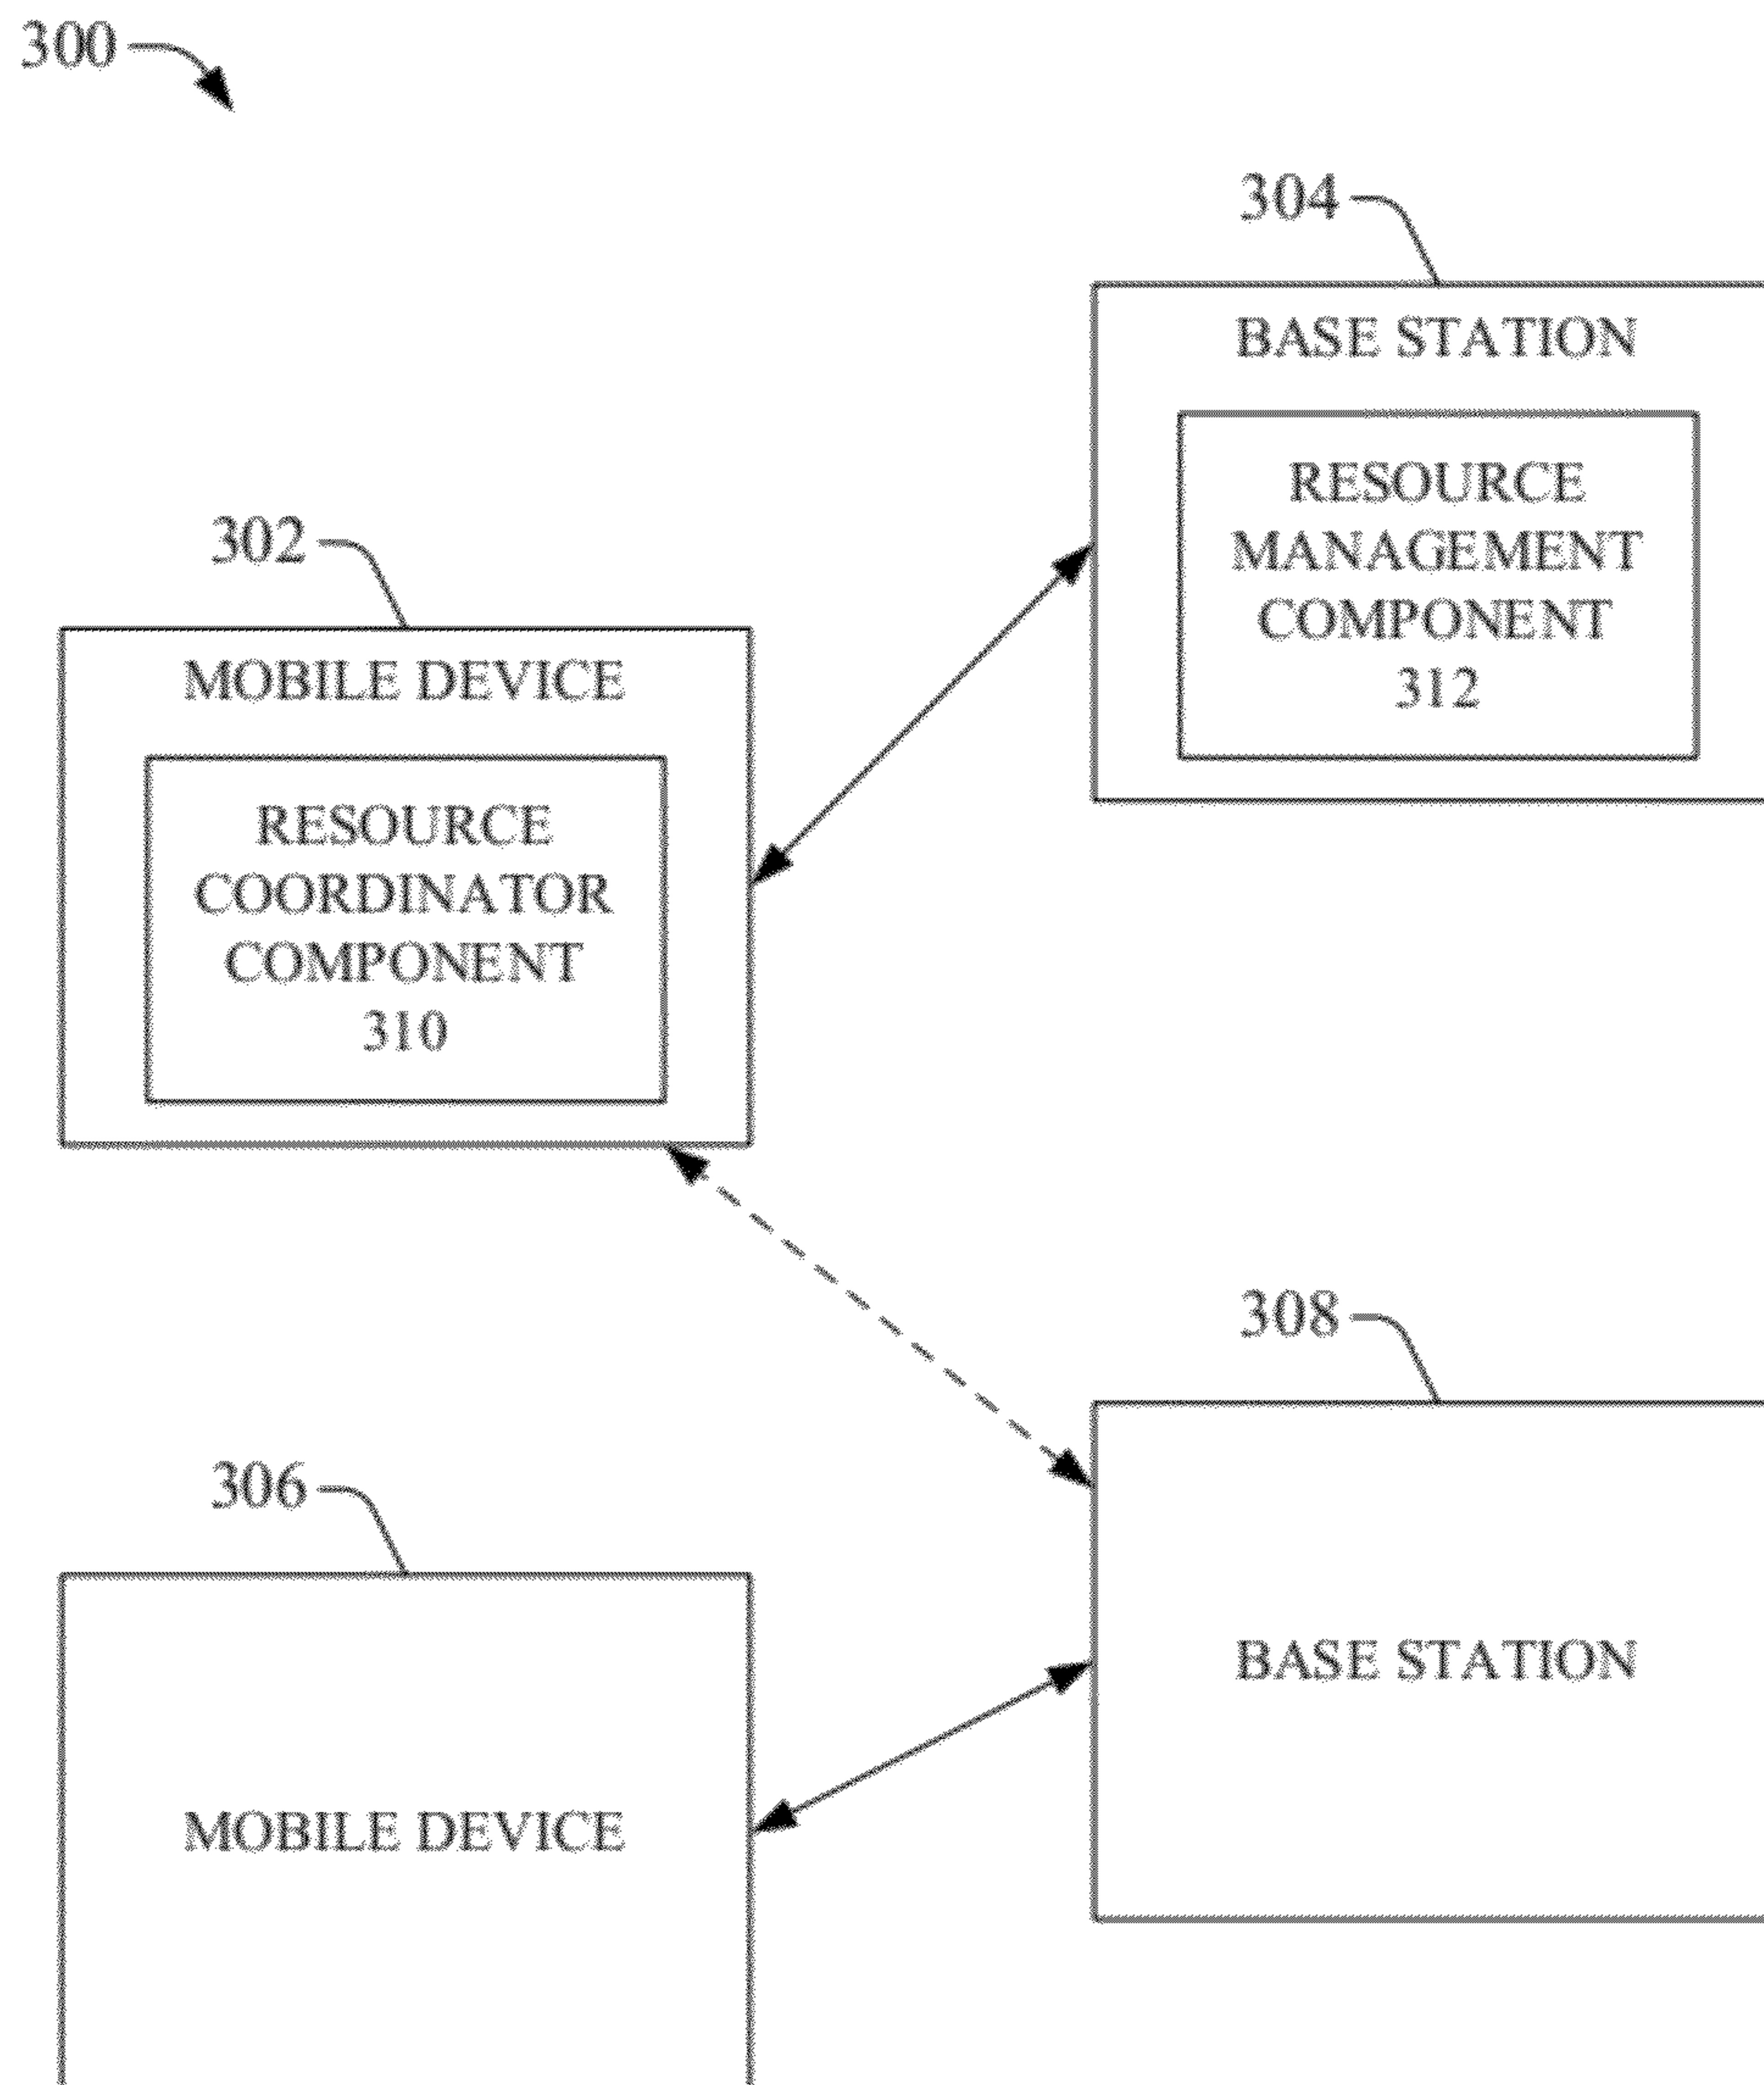 300
304
BASE STATION
RESOURCE
MANAGEMENT
COMPONENT
312
302
MOBILE DEVICE
RESOURCE
COORDINATOR
COMPONENT
310
308
BASE STATION
306
MOBILE DEVICE